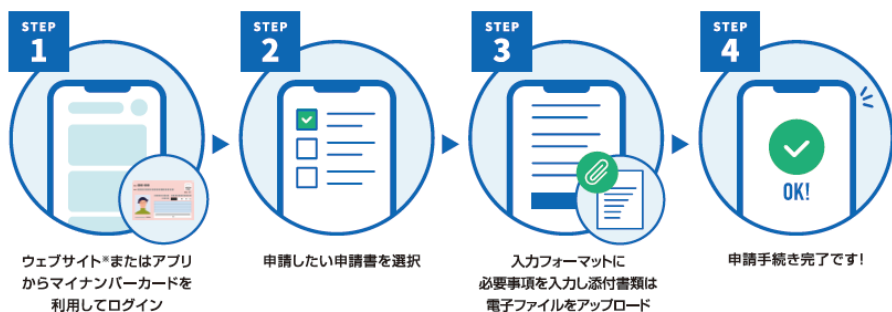 STEP
1
ウェブサイト※またはアプリ
からマイナンバーカードを
利用してログイン
STEP
2
申請したい申請書を選択
STEP
3
入力フォーマットに
必要事項を入力し添付書類は
電子ファイルをアップロード
STEP
4
OK!
申請手続き完了です!